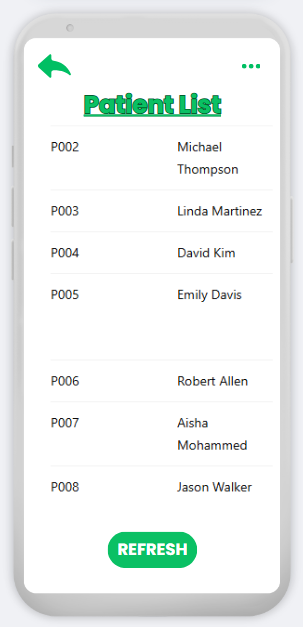 Patient List
P002 Michael
Thompson
P003 Linda Martinez
P004 David Kim
P005 Emily Davis
P006 Robert Allen
P007 Aisha
Mohammed
P008 Jason Walker
REFRESH